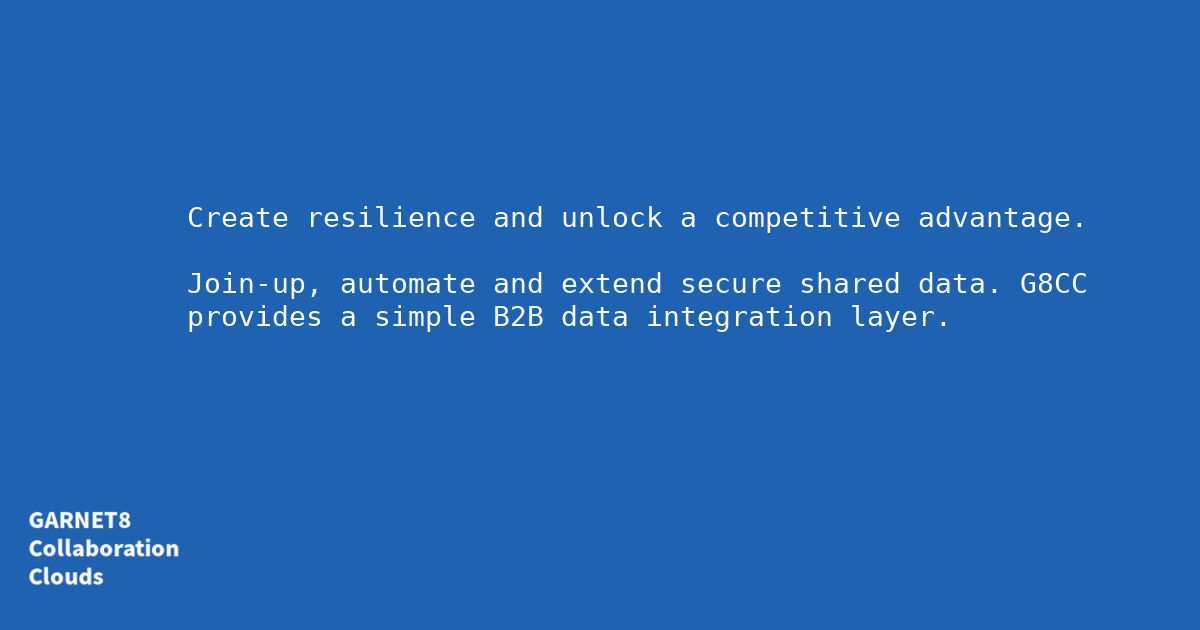 Create resilience and unlock a competitive advantage.
Join-up, automate and extend secure shared data. G8CC
provides a simple B2B data integration layer.
GARNET8
Collaboration
Clouds